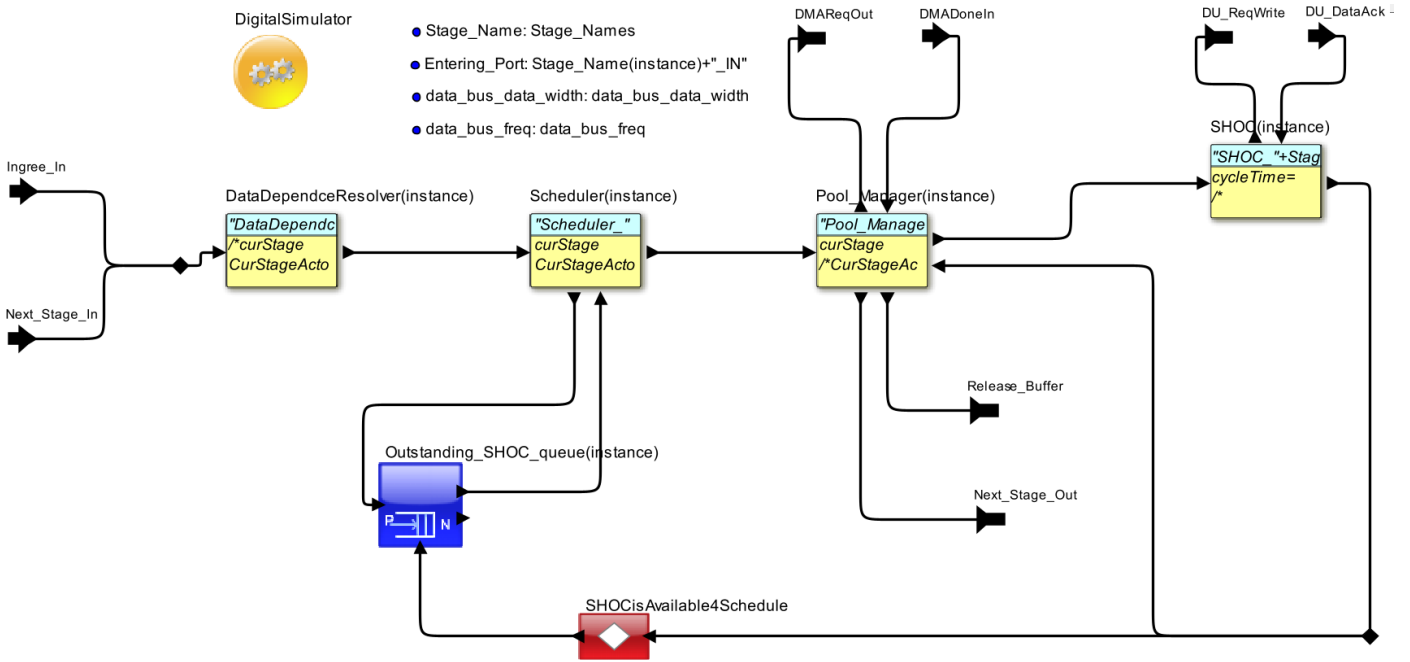 DigitalSimulator
Stage_Name: Stage_Names
Entering_Port: Stage_Name(instance)+"_IN"
data_bus_data_width: data_bus_data_width
data_bus_freq: data_bus_freq
DMAReqOut
DMADoneIn
DU_ReqWrite
DU_DataAck
SHOC(instance)
"SHOC_"+Stag
cycleTime=
/*
Ingree_In
Next_Stage_In
DataDependceResolver(instance)
"DataDependc
/*curStage
CurStageActo
Scheduler(instance)
"Scheduler_"
curStage
CurStageActo
Pool_Manager(instance)
"Pool_Manage
curStage
/*CurStageAc
Release_Buffer
Next_Stage_Out
Outstanding_SHOC_queue(instance)
P
N
SHOCisAvailable4Schedule